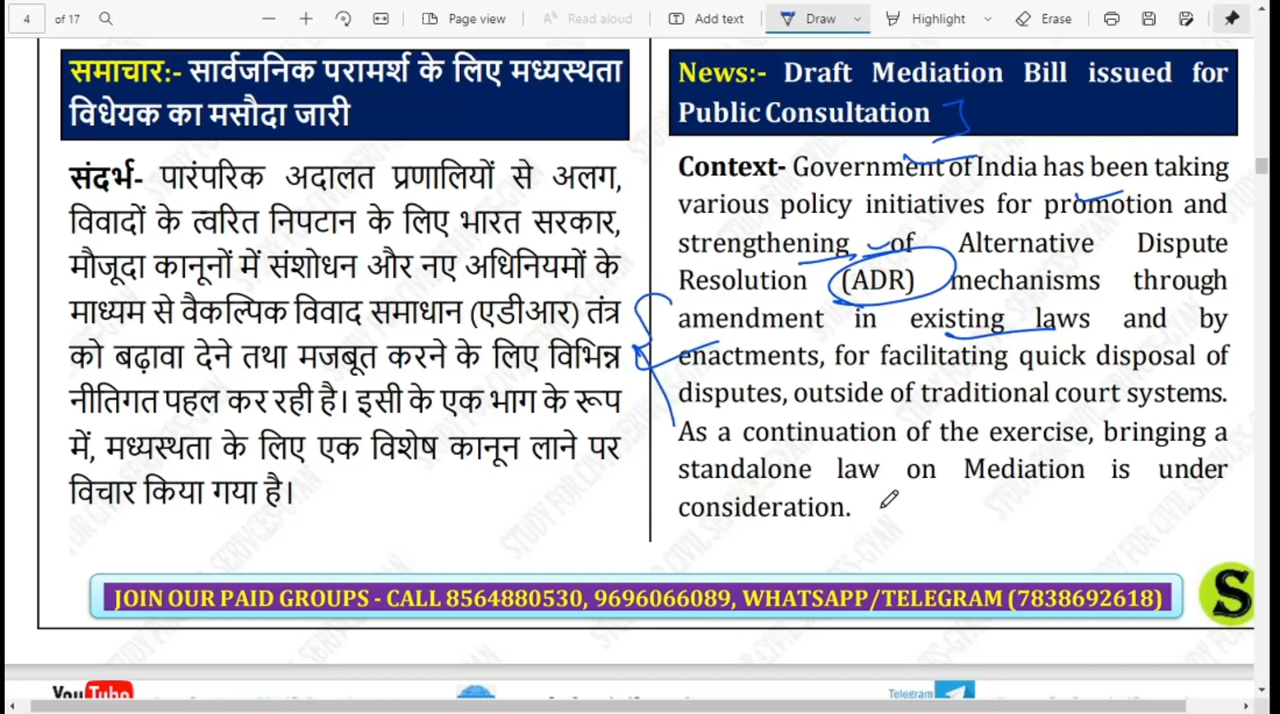 4 of 17 Page view Read aloud Add text Draw Highlight Erase
समाचार:- सार्वजनिक परामर्श के लिए मध्यस्थता
विधेयक का मसौदा जारी
संदर्भ- पारंपरिक अदालत प्रणालियों से अलग,
विवादों के त्वरित निपटान के लिए भारत सरकार,
मौजूदा कानूनों में संशोधन और नए अधिनियमों के
माध्यम से वैकल्पिक विवाद समाधान (एडीआर) तंत्र
को बढ़ावा देने तथा मजबूत करने के लिए विभिन्न
नीतिगत पहल कर रही है। इसी के एक भाग के रूप
में, मध्यस्थता के लिए एक विशेष कानून लाने पर
विचार किया गया है।
News:- Draft Mediation Bill issued for
Public Consultation
Context- Government of India has been taking
various policy initiatives for promotion and
strengthening of Alternative Dispute
Resolution (ADR) mechanisms through
amendment in existing laws and by
enactments, for facilitating quick disposal of
disputes, outside of traditional court systems.
As a continuation of the exercise, bringing a
standalone law on Mediation is under
consideration.
JOIN OUR PAID GROUPS - CALL 8564880530, 9696066089, WHATSAPP/TELEGRAM (7838692618)
S
YouTube
Telegram